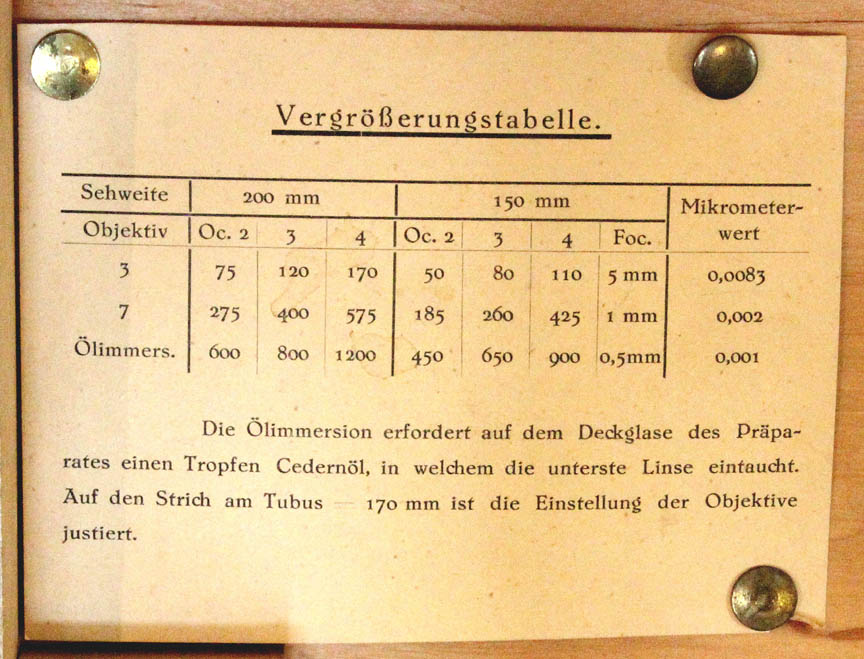 Vergrößerungstabelle.
Sehweite 200 mm 150 mm Mikrometer-
Objektiv Oc. 2 3 4 Oc. 2 3 4 Foc. wert
3 75 120 170 50 80 110 5 mm 0,0083
7 275 400 575 185 260 425 1 mm 0,002
Ölimmers. 600 800 1200 450 650 900 0,5mm 0,001
Die Ölimmersion erfordert auf dem Deckglase des Präpa-
rates einen Tropfen Cedernöl, in welchem die unterste Linse eintaucht.
Auf den Strich am Tubus — 170 mm ist die Einstellung der Objektive
justiert.